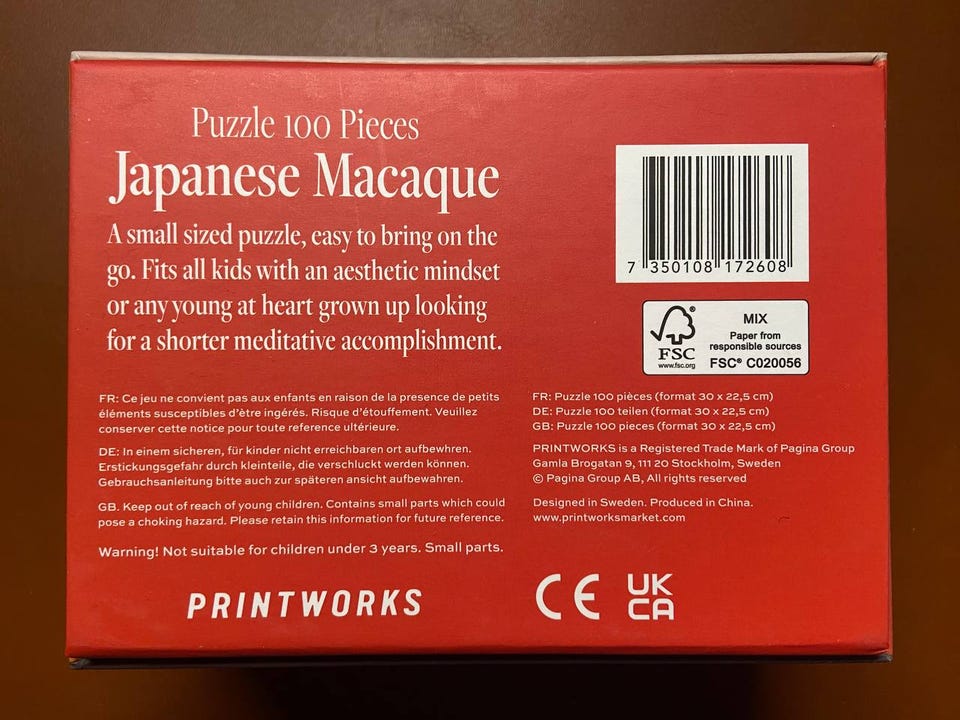 Puzzle 100 Pieces
Japanese Macaque
A small sized puzzle, easy to bring on the
go. Fits all kids with an aesthetic mindset
or any young at heart grown up looking
for a shorter meditative accomplishment.
7 350108 172608
FSC
www.fsc.org
MIX
Paper from
responsible sources
FSC® C020056
FR: Ce jeu ne convient pas aux enfants en raison de la presence de petits
éléments susceptibles d'être ingérés. Risque d'étouffement. Veuillez
conserver cette notice pour toute reference ultérieure.
DE: In einem sicheren, für kinder nicht erreichbaren ort aufbewhren.
Erstickungsgefahr durch kleinteile, die verschluckt werden können.
Gebrauchsanleitung bitte auch zur späteren ansicht aufbewahren.
GB. Keep out of reach of young children. Contains small parts which could
pose a choking hazard. Please retain this information for future reference.
Warning! Not suitable for children under 3 years. Small parts.
FR: Puzzle 100 pièces (format 30 x 22,5 cm)
DE: Puzzle 100 teilen (format 30 x 22,5 cm)
GB: Puzzle 100 pieces (format 30 x 22,5 cm)
PRINTWORKS is a Registered Trade Mark of Pagina Group
Gamla Brogatan 9, 111 20 Stockholm, Sweden
© Pagina Group AB, All rights reserved
Designed in Sweden. Produced in China.
www.printworksmarket.com
PRINTWORKS
CE
UK
CA